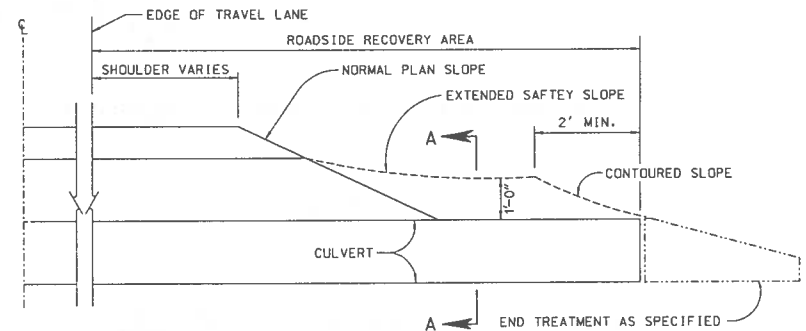 EDGE OF TRAVEL LANE
℄
ROADSIDE RECOVERY AREA
SHOULDER VARIES
NORMAL PLAN SLOPE
EXTENDED SAFTEY SLOPE
A
2' MIN.
CONTOURED SLOPE
1'-0"
CULVERT
A
END TREATMENT AS SPECIFIED